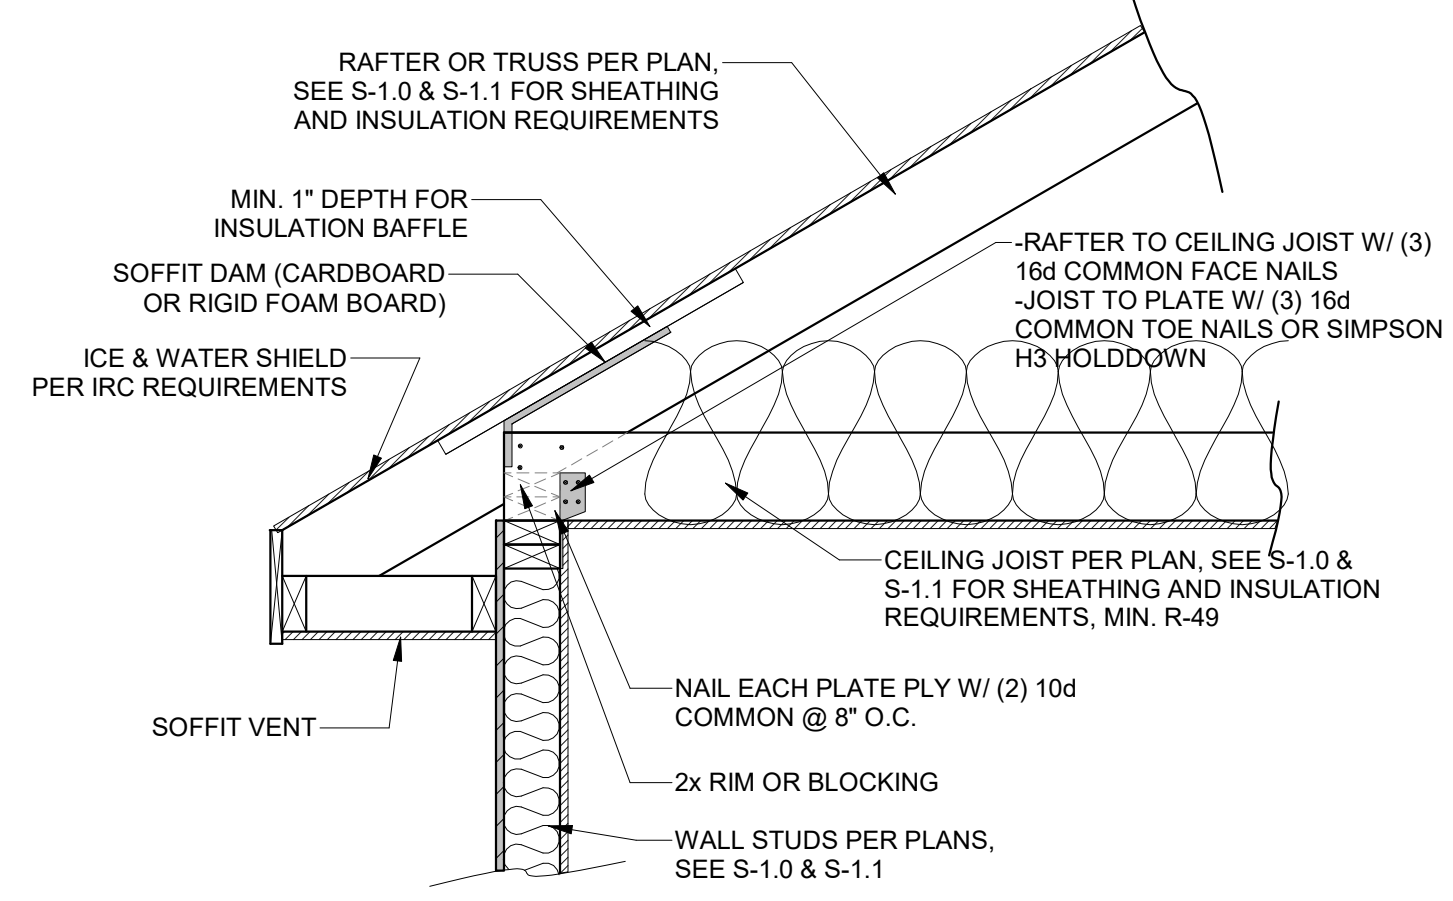 RAFTER OR TRUSS PER PLAN,
SEE S-1.0 & S-1.1 FOR SHEATHING
AND INSULATION REQUIREMENTS
MIN. 1" DEPTH FOR
INSULATION BAFFLE
SOFFIT DAM (CARDBOARD
OR RIGID FOAM BOARD)
ICE & WATER SHIELD
PER IRC REQUIREMENTS
-RAFTER TO CEILING JOIST W/ (3)
16d COMMON FACE NAILS
-JOIST TO PLATE W/ (3) 16d
COMMON TOE NAILS OR SIMPSON
H3 HOLDDOWN
CEILING JOIST PER PLAN, SEE S-1.0 &
S-1.1 FOR SHEATHING AND INSULATION
REQUIREMENTS, MIN. R-49
NAIL EACH PLATE PLY W/ (2) 10d
COMMON @ 8" O.C.
SOFFIT VENT
2x RIM OR BLOCKING
WALL STUDS PER PLANS,
SEE S-1.0 & S-1.1